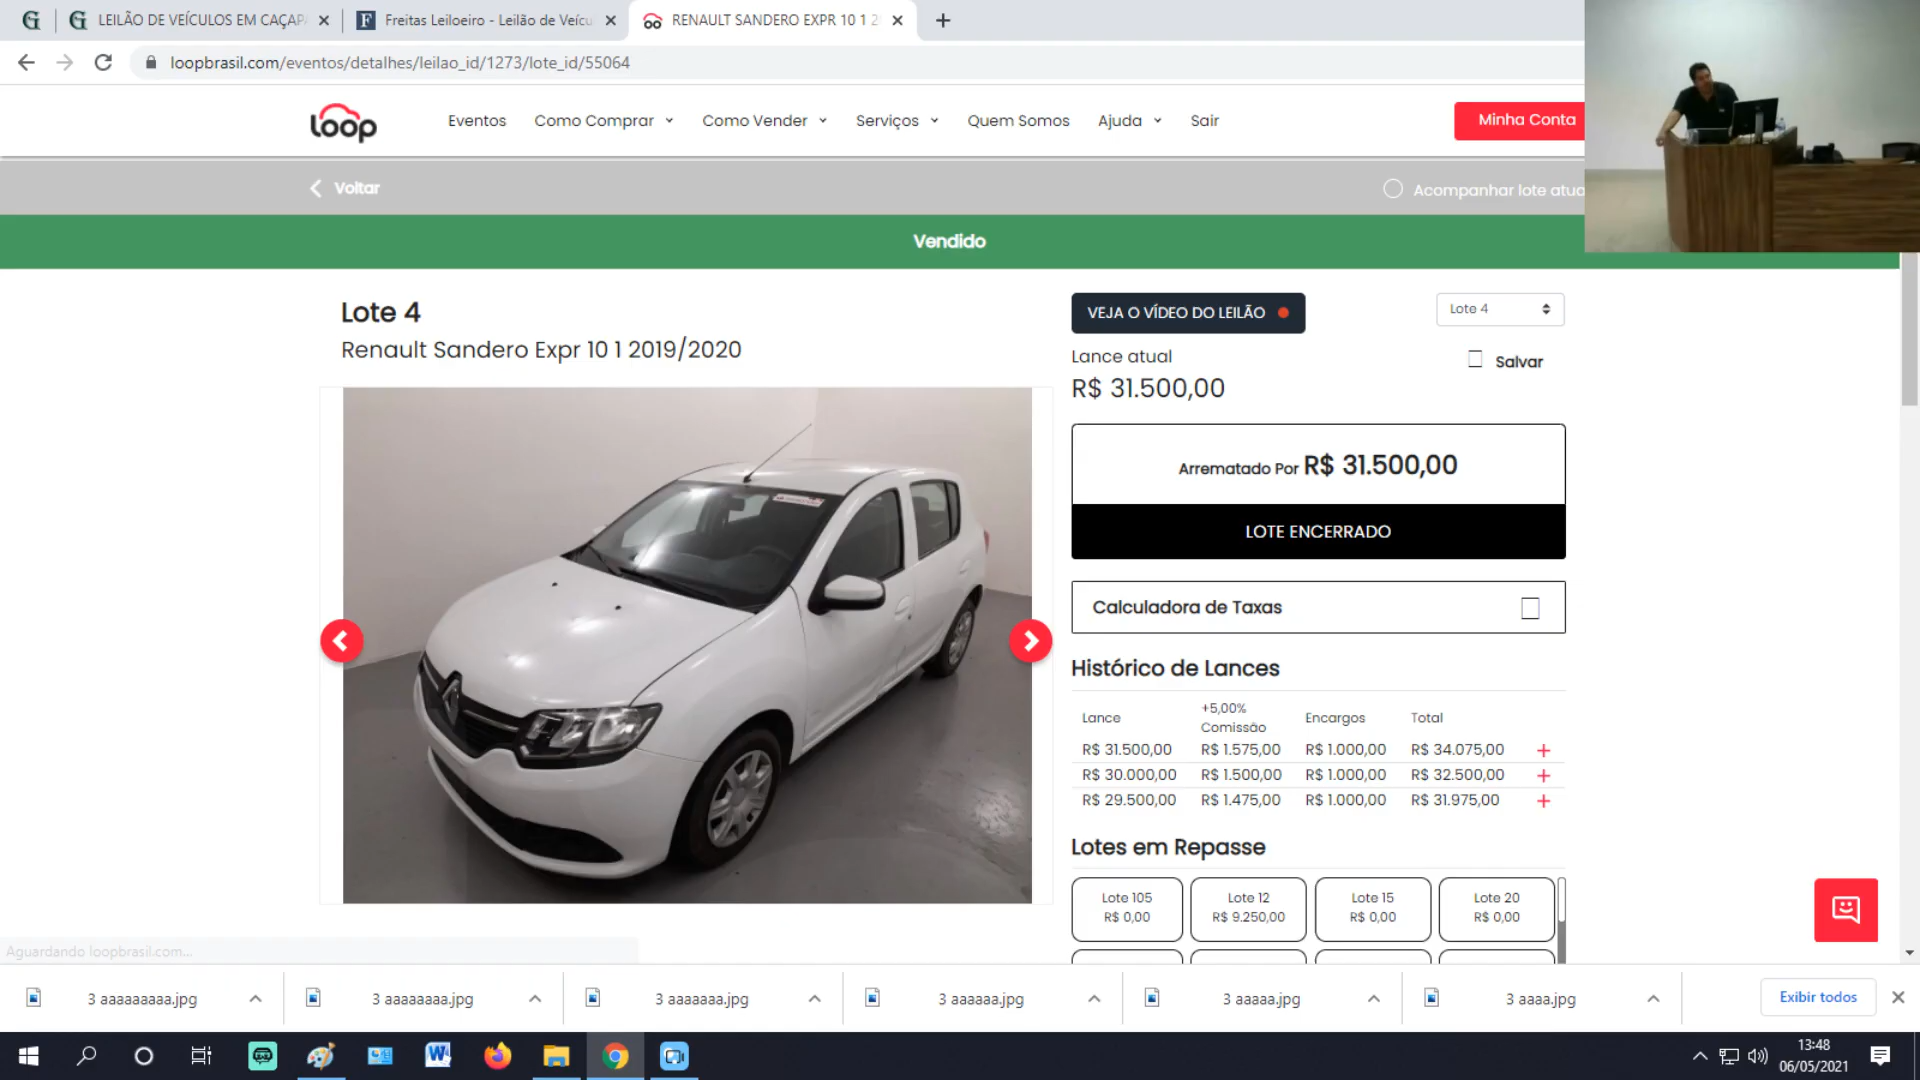 LEILÃO DE VEÍCULOS EM CAÇAPA
Freitas Leiloeiro - Leilão de Veícu
RENAULT SANDERO EXPR 10 1 2
loopbrasil.com/eventos/detalhes/leilao_id/1273/lote_id/55064
loop
Eventos
Como Comprar
Como Vender
Serviços
Quem Somos
Ajuda
Sair
Minha Conta
Voltar
Acompanhar lote atua
Vendido
Lote 4
Renault Sandero Expr 10 1 2019/2020
VEJA O VÍDEO DO LEILÃO
Lote 4
Lance atual
R$ 31.500,00
Salvar
Arrematado Por R$ 31.500,00
LOTE ENCERRADO
Calculadora de Taxas
Histórico de Lances
Lance +5,00% Comissão Encargos Total
R$ 31.500,00 R$ 1.575,00 R$ 1.000,00 R$ 34.075,00
R$ 30.000,00 R$ 1.500,00 R$ 1.000,00 R$ 32.500,00
R$ 29.500,00 R$ 1.475,00 R$ 1.000,00 R$ 31.975,00
Lotes em Repasse
Lote 105
R$ 0,00
Lote 12
R$ 9.250,00
Lote 15
R$ 0,00
Lote 20
R$ 0,00
Aguardando loopbrasil.com...
3 aaaaaaaaa.jpg
3 aaaaaaaa.jpg
3 aaaaaaa.jpg
3 aaaaaa.jpg
3 aaaaa.jpg
3 aaaa.jpg
Exibir todos
13:48
06/05/2021